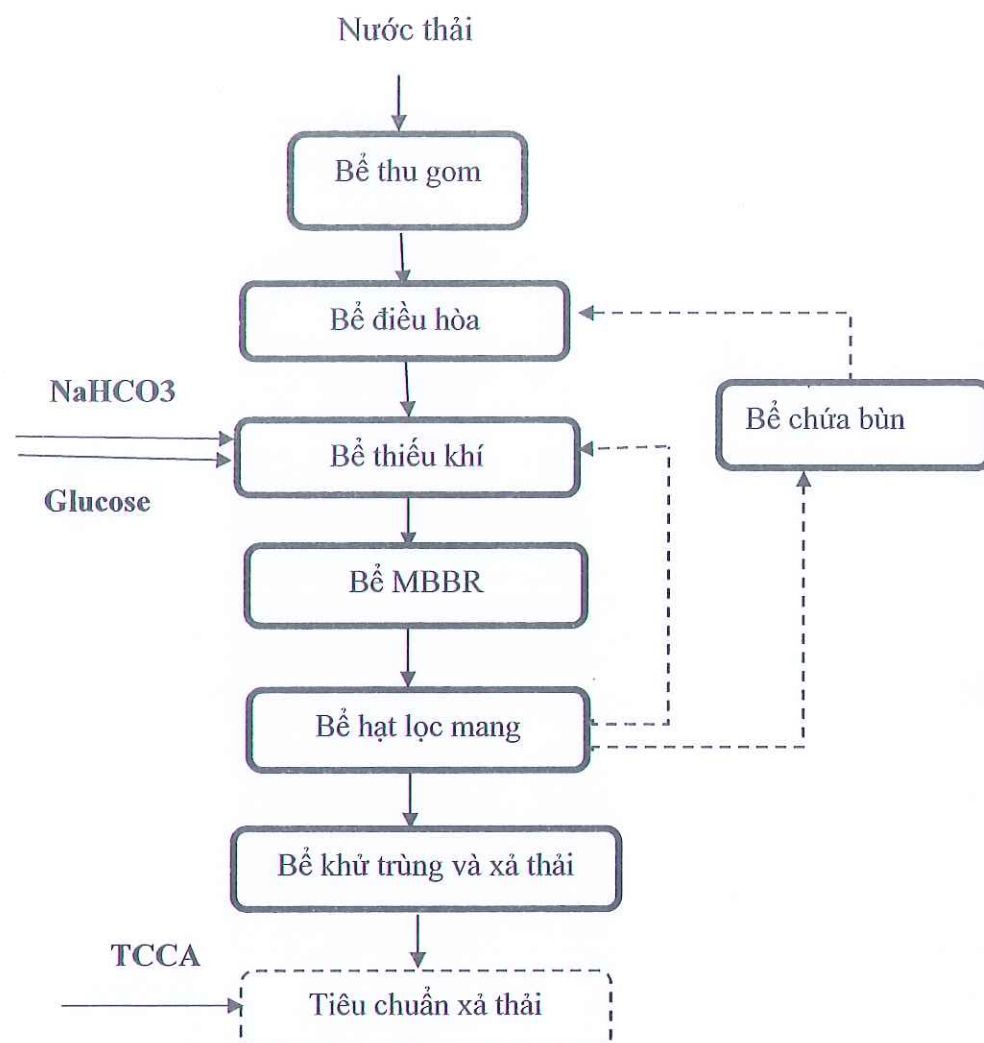 Nước thải
Bể thu gom
Bể điều hòa
NaHCO3
Bể chứa bùn
Bể thiếu khí
Glucose
Bể MBBR
Bể hạt lọc mang
Bể khử trùng và xả thải
TCCA
Tiêu chuẩn xả thải